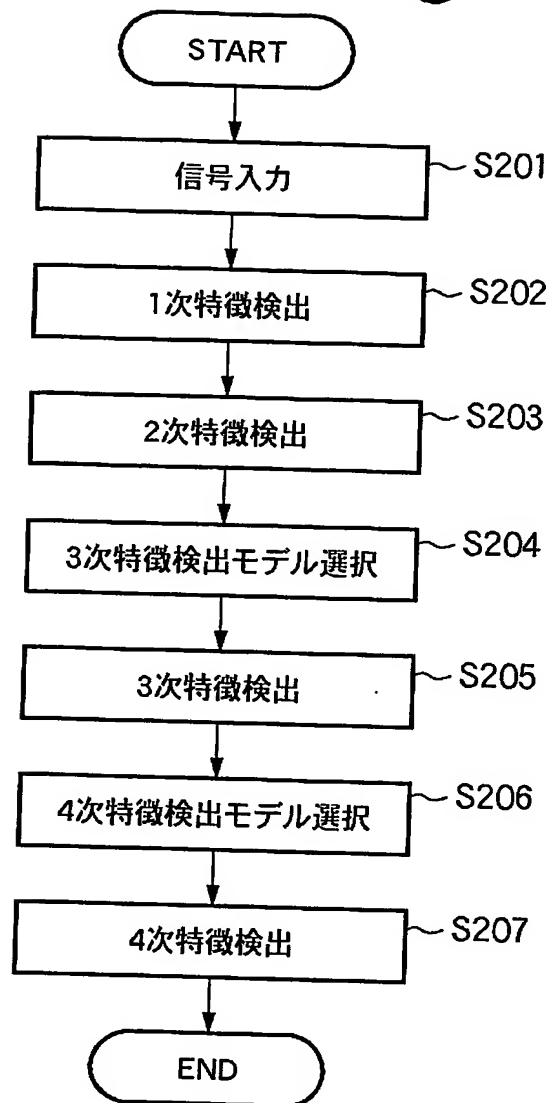 START
信号入力
S201
1次特徴検出
S202
2次特徴検出
S203
3次特徴検出モデル選択
S204
3次特徴検出
S205
4次特徴検出モデル選択
S206
4次特徴検出
S207
END